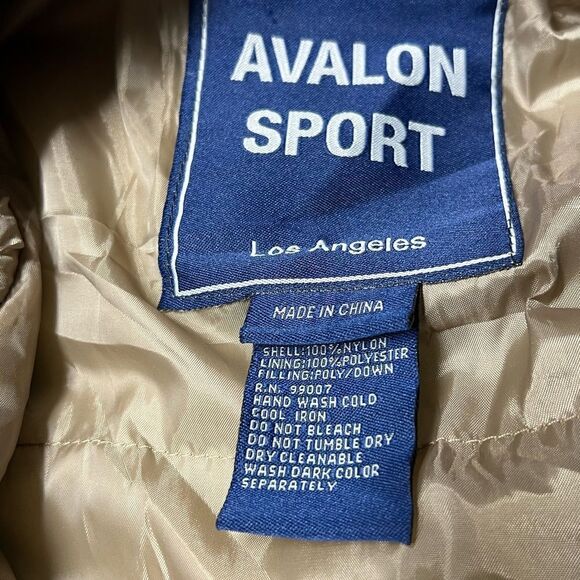 AVALON
SPORT
Los Angeles
MADE IN CHINA
SHELL:100%NYLON
LINING:100%POLYESTER
FILLING:POLY/DOWN
R.N: 99007
HAND WASH COLD
COOL IRON
DO NOT BLEACH
DO NOT TUMBLE DRY
DRY CLEANABLE
WASH DARK COLOR
SEPARATELY